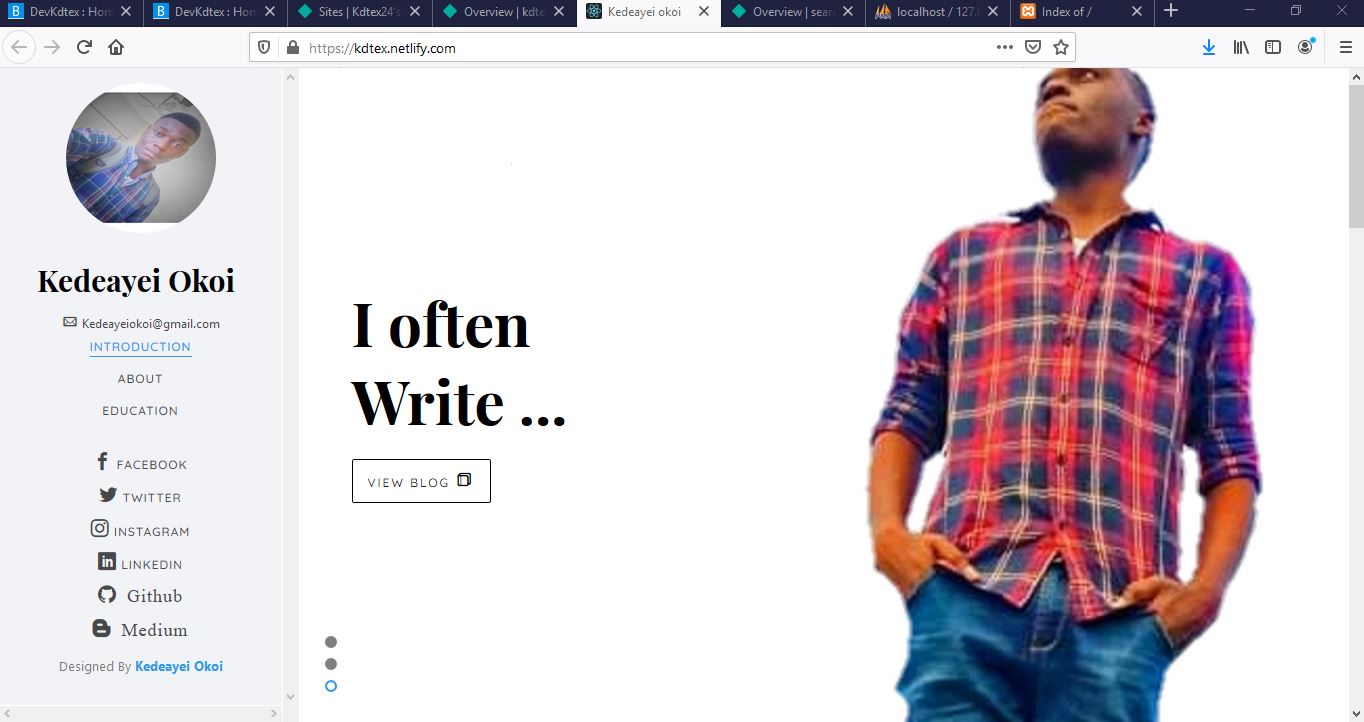 DevKdtex : Hom
DevKdtex : Hom
Sites | Kdtex24's
Overview | kdte
Kedeayei okoi
Overview | sear
localhost / 127.0
Index of /
https://kdtex.netlify.com
Kedeayei Okoi
Kedeayeiokoi@gmail.com
INTRODUCTION
ABOUT
EDUCATION
FACEBOOK
TWITTER
INSTAGRAM
LINKEDIN
Github
Medium
Designed By Kedeayei Okoi
I often
Write ...
VIEW BLOG